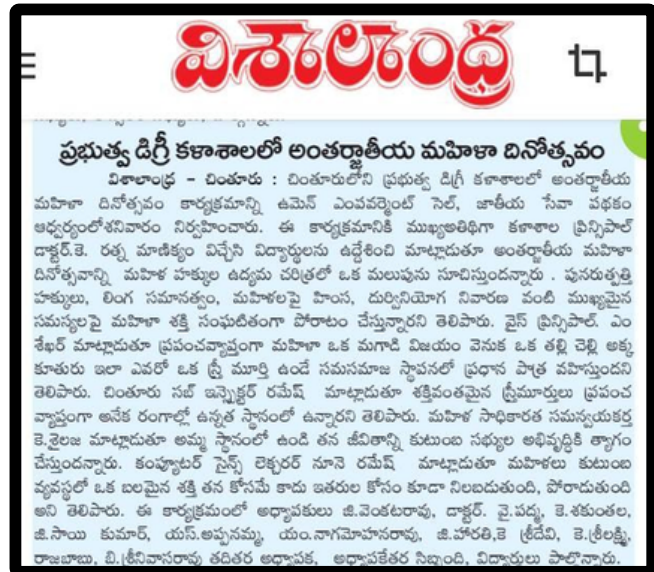 విశాలాంధ్ర
ప్రభుత్వ డిగ్రీ కళాశాలలో అంతర్జాతీయ మహిళా దినోత్సవం
విశాలాంధ్ర - చింతూరు : చింతూరులోని ప్రభుత్వ డిగ్రీ కళాశాలలో అంతర్జాతీయ
మహిళా దినోత్సవం కార్యక్రమాన్ని ఉమెన్ ఎంపవర్మెంట్ సెల్, జాతీయ సేవా పథకం
ఆధ్వర్యంలోశనివారం నిర్వహించారు. ఈ కార్యక్రమానికి ముఖ్యఅతిథిగా కళాశాల ప్రిన్సిపాల్
డాక్టర్.కె. రత్న మాణిక్యం విచ్చేసి విద్యార్థులను ఉద్దేశించి మాట్లాడుతూ అంతర్జాతీయ మహిళా
దినోత్సవాన్ని మహిళ హక్కుల ఉద్యమ చరిత్రలో ఒక మలుపును సూచిస్తుందన్నారు . పునరుత్పత్తి
హక్కులు, లింగ సమానత్వం, మహిళలపై హింస, దుర్వినియోగ నివారణ వంటి ముఖ్యమైన
సమస్యలపై మహిళా శక్తి సంఘటితంగా పోరాటం చేస్తున్నారని తెలిపారు. వైస్ ప్రిన్సిపాల్. ఎం
శేఖర్ మాట్లాడుతూ ప్రపంచవ్యాప్తంగా మహిళా ఒక మగాడి విజయం వెనుక ఒక తల్లి చెల్లి అక్క
కూతురు ఇలా ఎవరో ఒక స్త్రీ మూర్తి ఉండే సమసమాజ స్థాపనలో ప్రధాన పాత్ర వహిస్తుందని
తెలిపారు. చింతూరు సబ్ ఇన్స్పెక్టర్ రమేష్ మాట్లాడుతూ శక్తివంతమైన స్త్రీమూర్తులు ప్రపంచ
వ్యాప్తంగా అనేక రంగాల్లో ఉన్నత స్థానంలో ఉన్నారని తెలిపారు. మహిళ సాధికారత సమన్వయకర్త
కె.శైలజ మాట్లాడుతూ అమ్మ స్థానంలో ఉండి తన జీవితాన్ని కుటుంబ సభ్యుల అభివృద్ధికి త్యాగం
చేస్తుందన్నారు. కంప్యూటర్ సైన్స్ లెక్చరర్ నూనె రమేష్ మాట్లాడుతూ మహిళలు కుటుంబ
వ్యవస్థలో ఒక బలమైన శక్తి తన కోసమే కాదు ఇతరుల కోసం కూడా నిలబడుతుంది, పోరాడుతుంది
అని తెలిపారు. ఈ కార్యక్రమంలో అధ్యాపకులు జి.వెంకటరావు, డాక్టర్. వై.పద్మ, కె.శకుంతల,
జి.సాయి కుమార్, యస్.అప్పనమ్మ, యం.నాగమోహనరావు, జి.హారతి,కె శ్రీదేవి, కె.శ్రీలక్ష్మి,
రాజబాబు, బి.శ్రీనివాసరావు తదితర అధ్యాపక, అధ్యాపకేతర సిబ్బంది, విద్యార్థులు పాల్గొన్నారు.